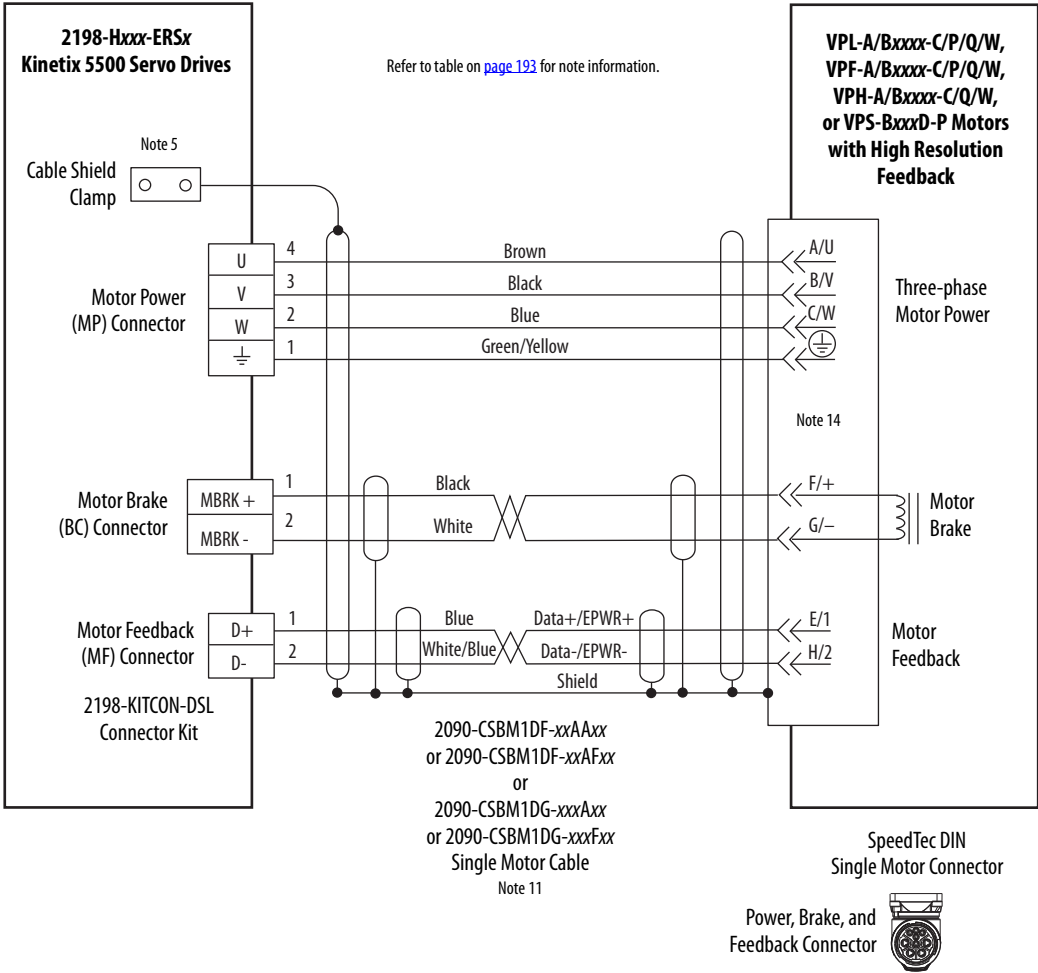 2198-Hxxx-ERSx
Kinetix 5500 Servo Drives
Refer to table on page 193 for note information.
VPL-A/Bxxxx-C/P/Q/W,
VPF-A/Bxxxx-C/P/Q/W,
VPH-A/Bxxxx-C/Q/W,
or VPS-BxxxD-P Motors
with High Resolution
Feedback
Note 5
Cable Shield
Clamp
Motor Power
(MP) Connector
U
4
Brown
A/U
V
3
Black
B/V
W
2
Blue
C/W
1
Green/Yellow
Three-phase
Motor Power
Note 14
Motor Brake
(BC) Connector
MBRK +
1
Black
F/+
MBRK -
2
White
G/–
Motor
Brake
Motor Feedback
(MF) Connector
D+
1
Blue
Data+/EPWR+
E/1
D-
2
White/Blue
Data-/EPWR-
H/2
Motor
Feedback
Shield
2198-KITCON-DSL
Connector Kit
2090-CSBM1DF-xxAAxx
or 2090-CSBM1DF-xxAFxx
or
2090-CSBM1DG-xxxAxx
or 2090-CSBM1DG-xxxFxx
Single Motor Cable
Note 11
SpeedTec DIN
Single Motor Connector
Power, Brake, and
Feedback Connector